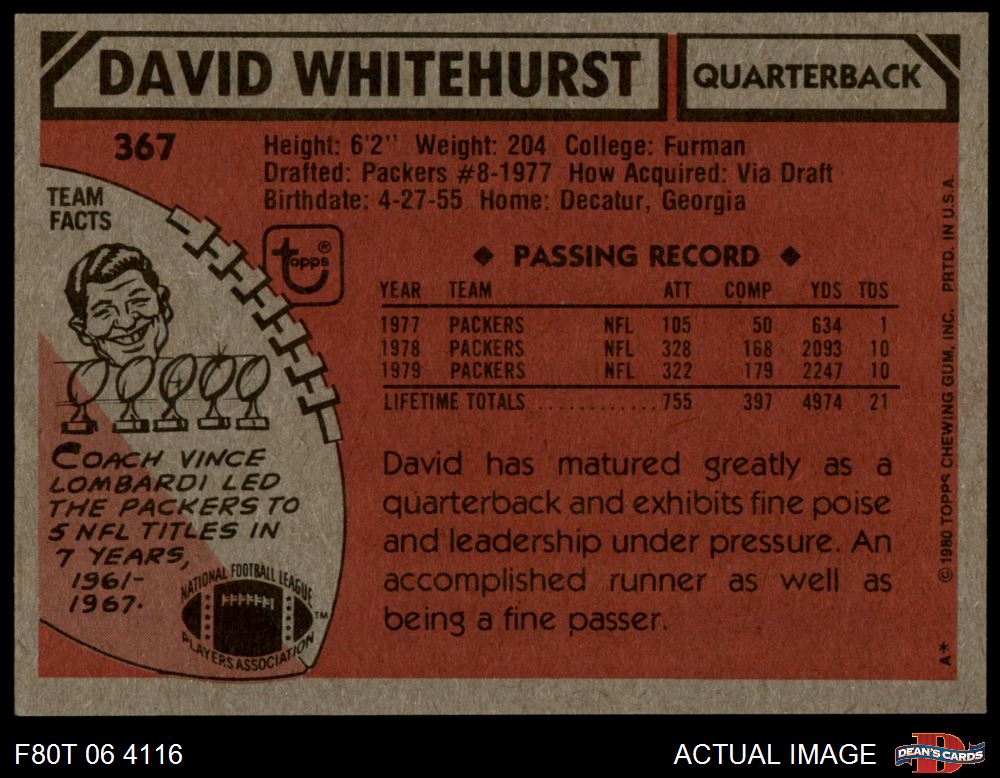 DAVID WHITEHURST QUARTERBACK
367
Height: 6'2" Weight: 204 College: Furman
Drafted: Packers #8-1977 How Acquired: Via Draft
Birthdate: 4-27-55 Home: Decatur, Georgia
TEAM
FACTS
topps®
◆ PASSING RECORD ◆
YEAR TEAM ATT COMP YDS TDS
1977 PACKERS NFL 105 50 634 1
1978 PACKERS NFL 328 168 2093 10
1979 PACKERS NFL 322 179 2247 10
LIFETIME TOTALS ............ 755 397 4974 21
COACH VINCE
LOMBARDI LED
THE PACKERS TO
5 NFL TITLES IN
7 YEARS,
1961-
1967.
NATIONAL FOOTBALL LEAGUE
PLAYERS ASSOCIATION
TM
David has matured greatly as a
quarterback and exhibits fine poise
and leadership under pressure. An
accomplished runner as well as
being a fine passer.
A* © 1980 TOPPS CHEWING GUM, INC. PRTD. IN U.S.A.
F80T 06 4116
ACTUAL IMAGE
DEAN'S CARDS